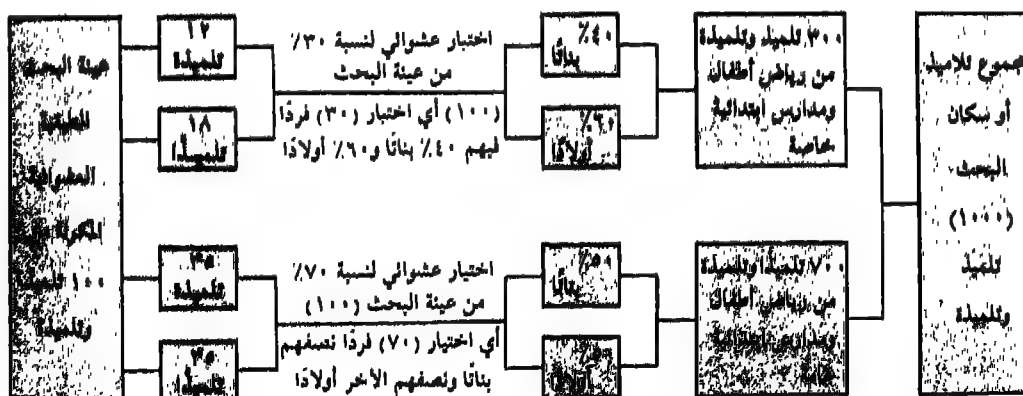 مجموع تلاميذ
أو سكان
البحث
(١٠٠٠)
تلميذ
وتلميذة
٣٠٠ تلميذ وتلميذة
من رياض أطفال
ومدارس ابتدائية
خاصة
٧٠٠ تلميذًا وتلميذة
من رياض أطفال
ومدارس ابتدائية
٤٠٪
بناتًا
٦٠٪
أولادًا
٥٠٪
بناتًا
٥٠٪
أولادًا
اختيار عشوائي لنسبة ٣٠٪
من عينة البحث
(١٠٠) أي اختيار (٣٠) فردًا
فيهم ٤٠٪ بناتًا و٦٠٪ أولادًا
اختيار عشوائي لنسبة ٧٠٪
من عينة البحث (١٠٠)
أي اختيار (٧٠) فردًا نصفهم
بناتًا ونصفهم الآخر أولادًا
١٢
تلميذة
١٨
تلميذًا
٣٥
تلميذة
٣٥
تلميذًا
عينة البحث
الطبقية
العشوائية
المكونة من
١٠٠ تلميذ
وتلميذة